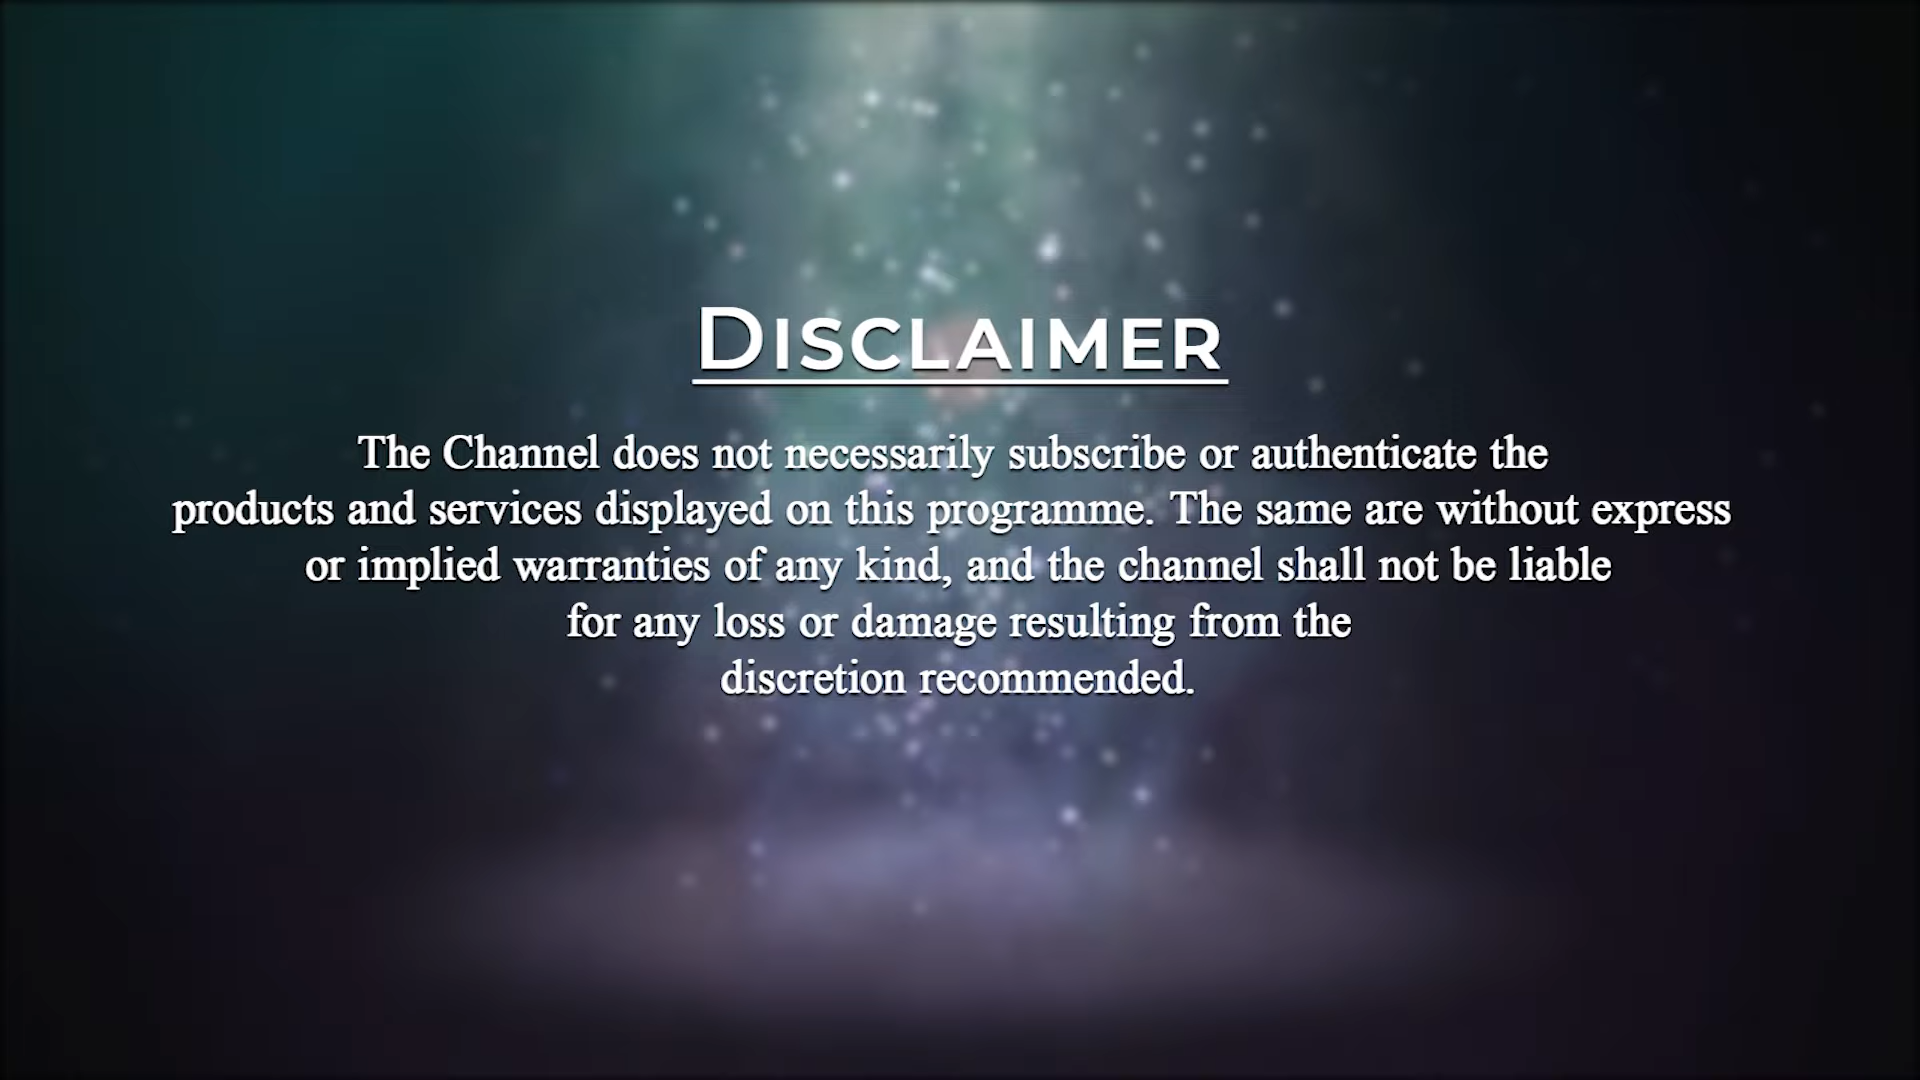 DISCLAIMER
The Channel does not necessarily subscribe or authenticate the
products and services displayed on this programme. The same are without express
or implied warranties of any kind, and the channel shall not be liable
for any loss or damage resulting from the
discretion recommended.